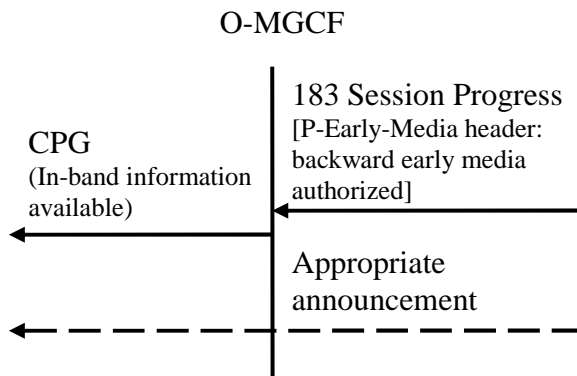 O-MGCF
183 Session Progress
[P-Early-Media header:
backward early media
authorized]
CPG
(In-band information
available)
Appropriate
announcement